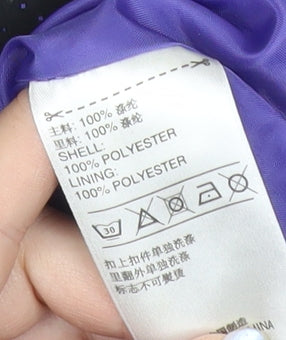 主料: 100% 涤纶
里料: 100% 涤纶
SHELL:
100% POLYESTER
LINING:
100% POLYESTER
30
扣上扣件单独洗涤
里翻外单独洗涤
标志不可熨烫
CHINA